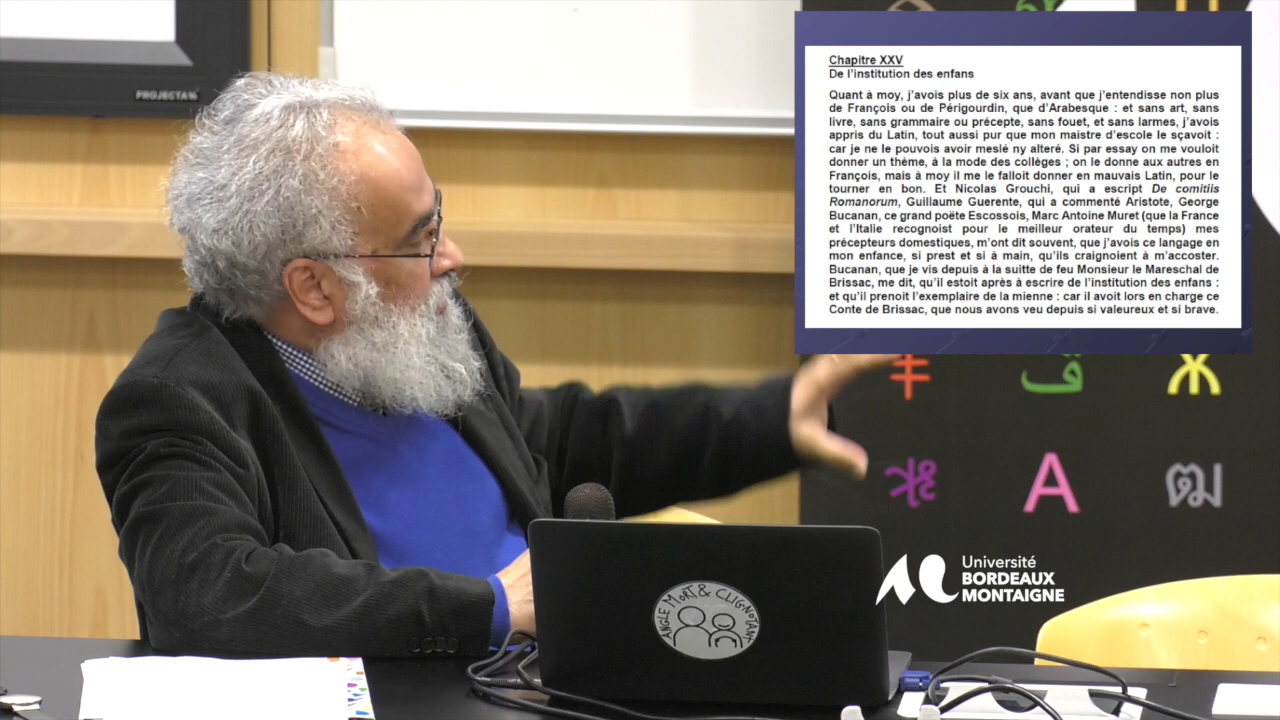 PROJECTA
Chapitre XXV
De l’institution des enfans
Quant à moy, j’avois plus de six ans, avant que j’entendisse non plus
de François ou de Périgourdin, que d’Arabesque : et sans art, sans
livre, sans grammaire ou précepte, sans fouet, et sans larmes, j’avois
appris du Latin, tout aussi pur que mon maistre d’escole le sçavoit :
car je ne le pouvois avoir meslé ny alteré. Si par essay on me vouloit
donner un thème, à la mode des collèges ; on le donne aux autres en
François, mais à moy il me le falloit donner en mauvais Latin, pour le
tourner en bon. Et Nicolas Grouchi, qui a escript De comitiis
Romanorum, Guillaume Guerente, qui a commenté Aristote, George
Bucanan, ce grand poëte Escossois, Marc Antoine Muret (que la France
et l’Italie recognoist pour le meilleur orateur du temps) mes
précepteurs domestiques, m’ont dit souvent, que j’avois ce langage en
mon enfance, si prest et si à main, qu’ils craignoient à m’accoster.
Bucanan, que je vis depuis à la suitte de feu Monsieur le Mareschal de
Brissac, me dit, qu’il estoit après à escrire de l’institution des enfans :
et qu’il prenoit l’exemplaire de la mienne : car il avoit lors en charge ce
Conte de Brissac, que nous avons veu depuis si valeureux et si brave.
ڨ Ж
A ฒ
ANGLE MORT & CLIGNOTANT
Université
BORDEAUX
MONTAIGNE